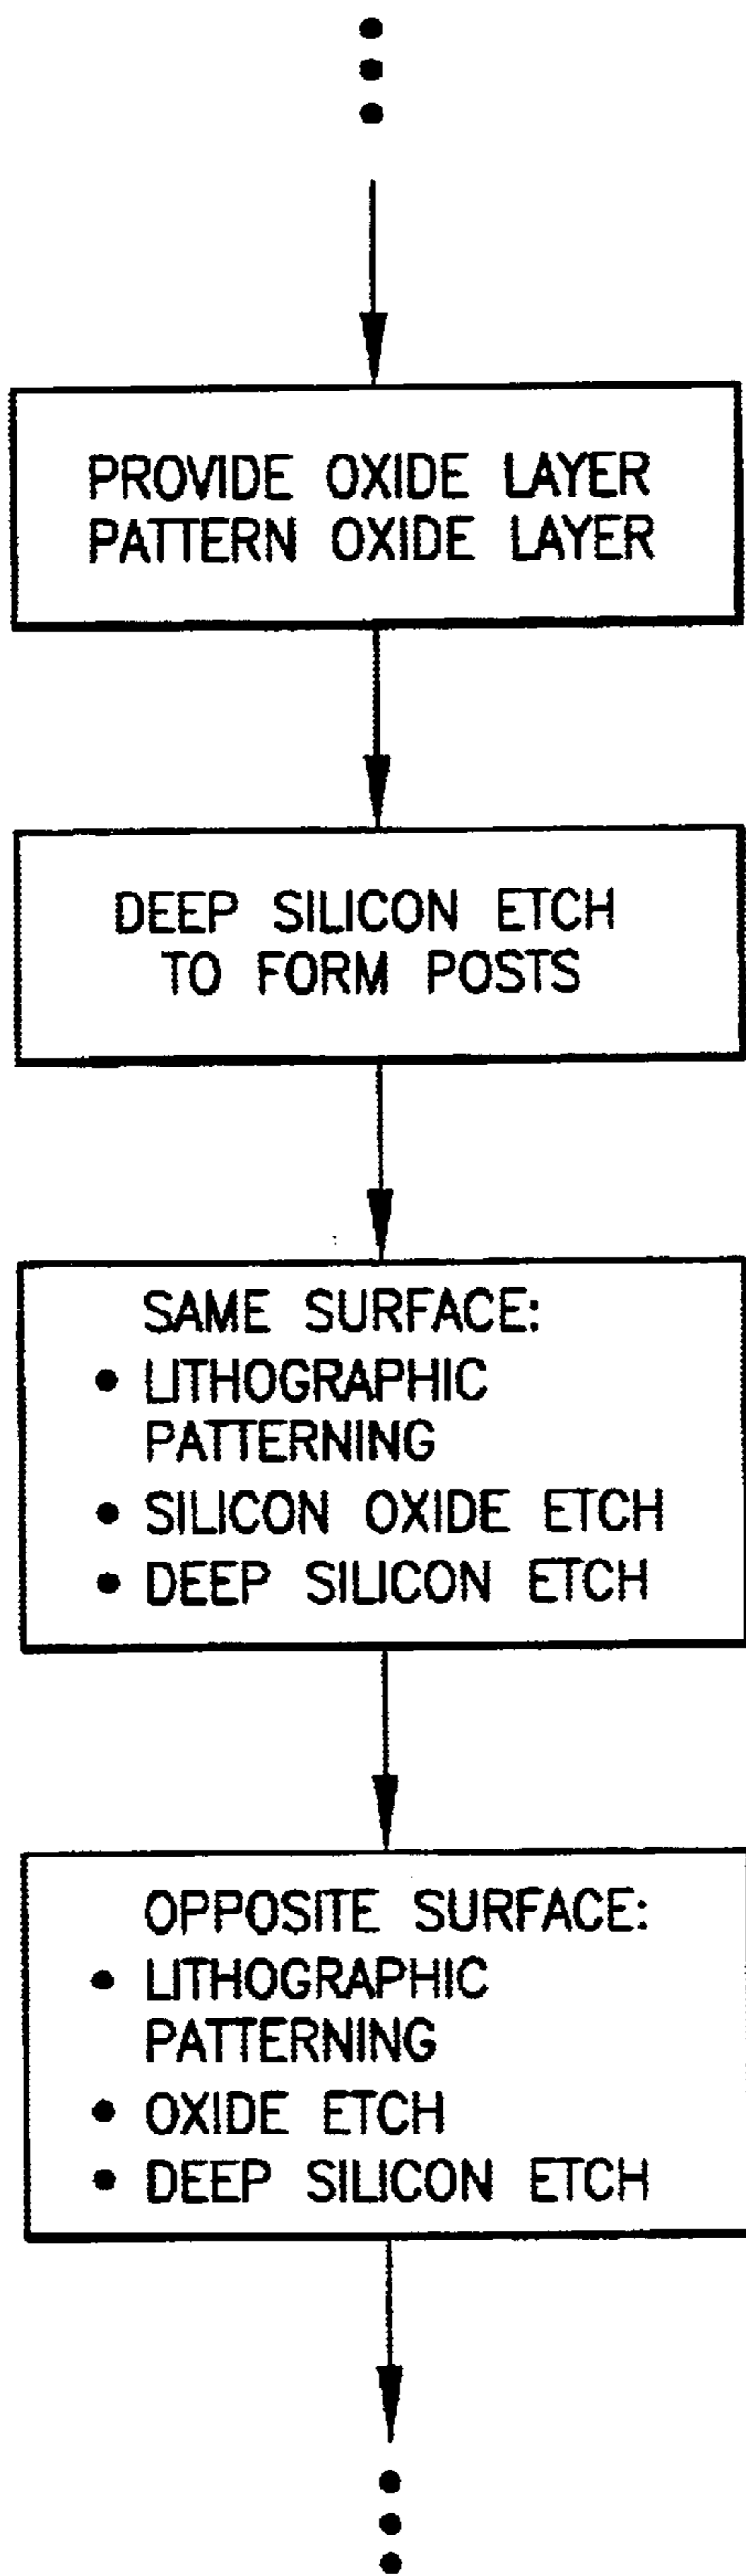 PROVIDE OXIDE LAYER
PATTERN OXIDE LAYER
DEEP SILICON ETCH
TO FORM POSTS
SAME SURFACE:
• LITHOGRAPHIC
PATTERNING
• SILICON OXIDE ETCH
• DEEP SILICON ETCH
OPPOSITE SURFACE:
• LITHOGRAPHIC
PATTERNING
• OXIDE ETCH
• DEEP SILICON ETCH